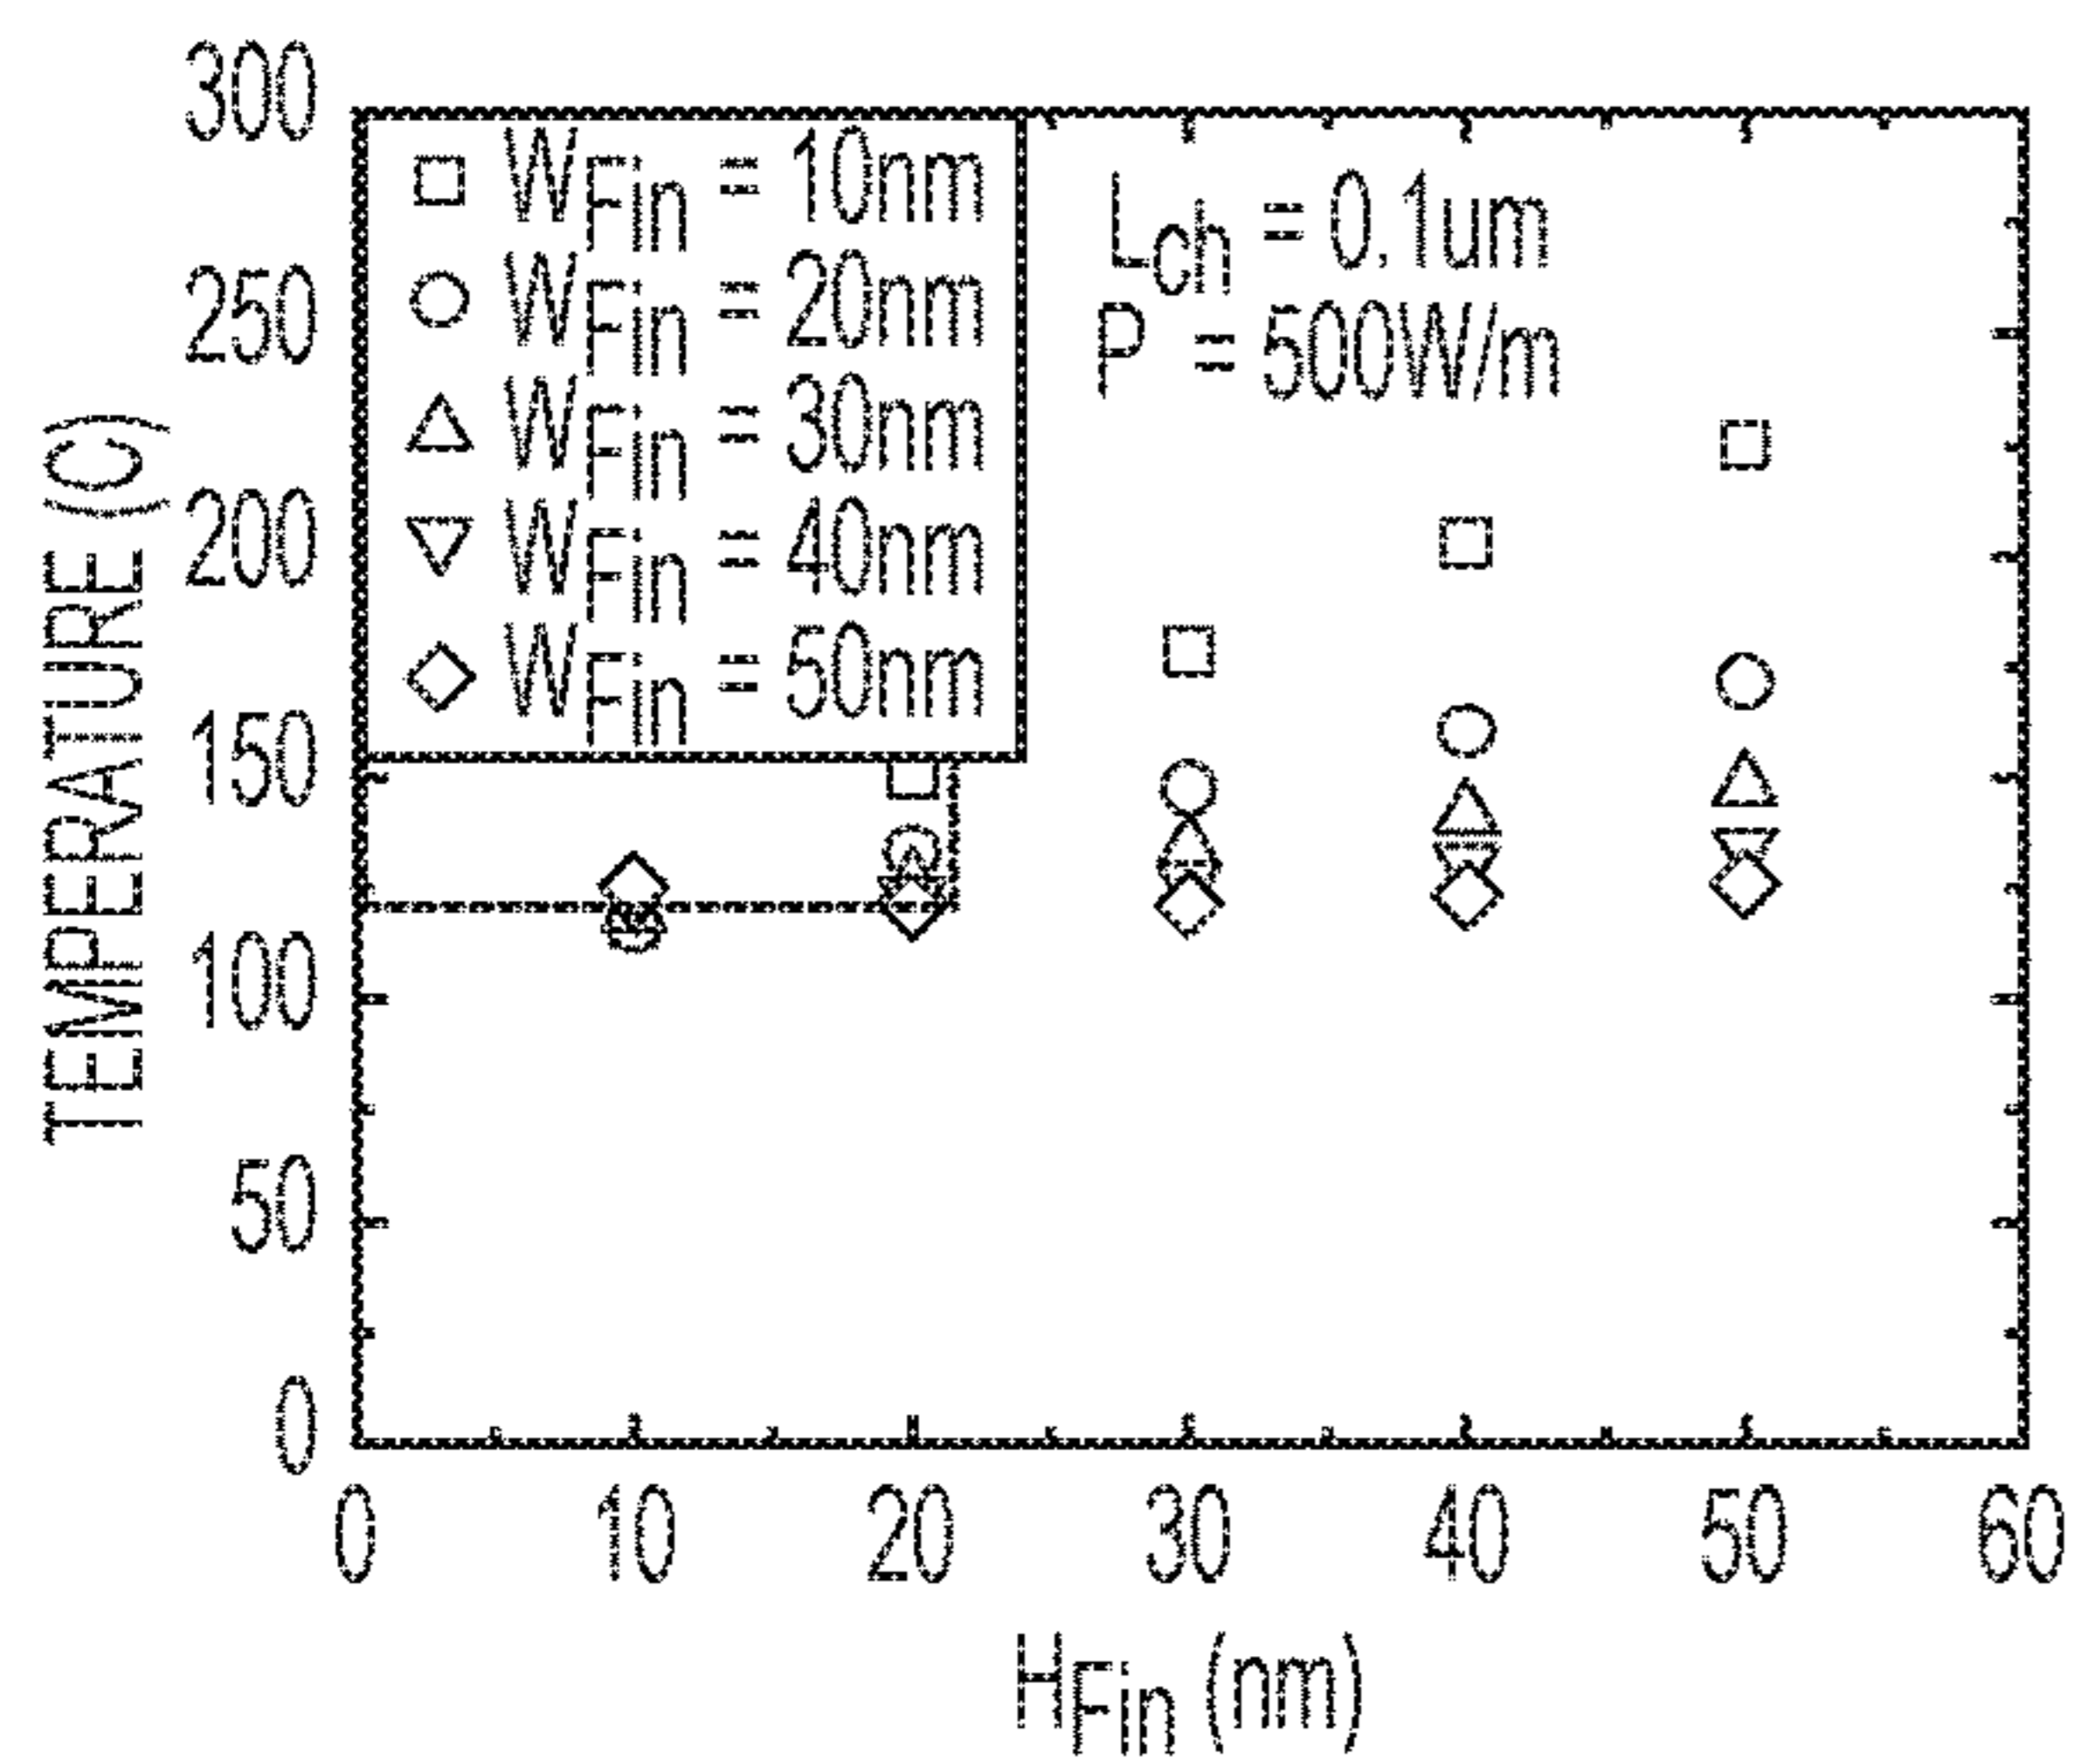 300
250
200
150
100
50
0
TEMPERATURE (C)
W_Fin = 10nm
W_Fin = 20nm
W_Fin = 30nm
W_Fin = 40nm
W_Fin = 50nm
L_ch = 0.1um
P = 500W/m
0 10 20 30 40 50 60
H_Fin (nm)